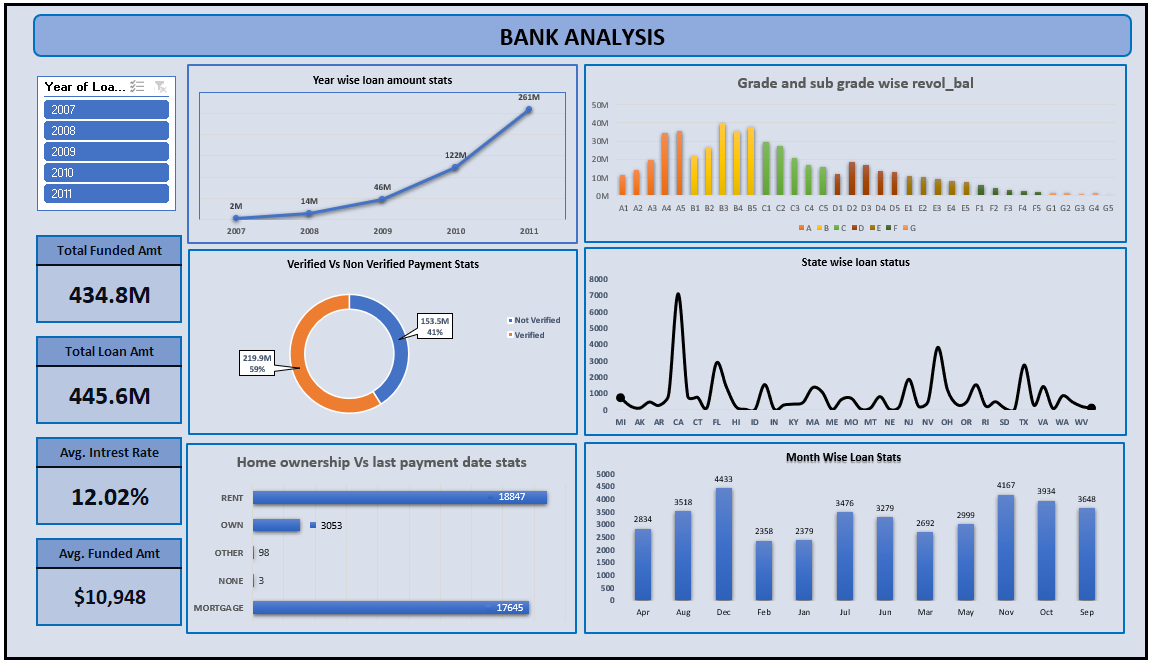 BANK ANALYSIS
Year of Loa...
2007
2008
2009
2010
2011
Total Funded Amt
434.8M
Total Loan Amt
445.6M
Avg. Intrest Rate
12.02%
Avg. Funded Amt
$10,948
Year wise loan amount stats
2M
14M
46M
122M
261M
2007 2008 2009 2010 2011
Grade and sub grade wise revol_bal
50M
40M
30M
20M
10M
0M
A1 A2 A3 A4 A5 B1 B2 B3 B4 B5 C1 C2 C3 C4 C5 D1 D2 D3 D4 D5 E1 E2 E3 E4 E5 F1 F2 F3 F4 F5 G1 G2 G3 G4 G5
A B C D E F G
Verified Vs Non Verified Payment Stats
153.5M
41%
219.9M
59%
Not Verified
Verified
State wise loan status
8000
7000
6000
5000
4000
3000
2000
1000
0
MI AK AR CA CT FL HI ID IN KY MA ME MO MT NE NJ NV OH OR RI SD TX VA WA WV
Home ownership Vs last payment date stats
RENT 18847
OWN 3053
OTHER 98
NONE 3
MORTGAGE 17645
Month Wise Loan Stats
5000
4500
4000
3500
3000
2500
2000
1500
1000
500
0
2834 3518 4433 2358 2379 3476 3279 2692 2999 4167 3934 3648
Apr Aug Dec Feb Jan Jul Jun Mar May Nov Oct Sep